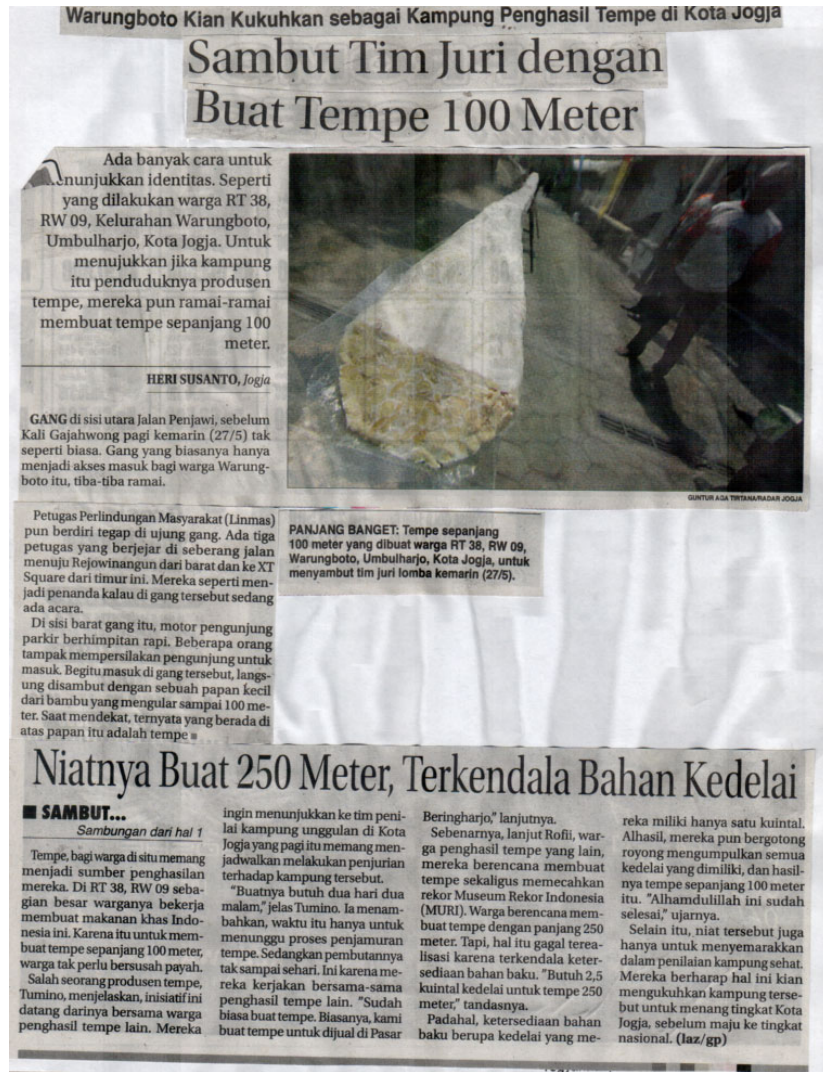 Warungboto Kian Kukuhkan sebagai Kampung Penghasil Tempe di Kota Jogja
Sambut Tim Juri dengan
Buat Tempe 100 Meter
Ada banyak cara untuk
nunjukkan identitas. Seperti
yang dilakukan warga RT 38,
RW 09, Kelurahan Warungboto,
Umbulharjo, Kota Jogja. Untuk
menujukkan jika kampung
itu penduduknya produsen
tempe, mereka pun ramai-ramai
membuat tempe sepanjang 100
meter.
HERI SUSANTO, Jogja
GANG di sisi utara Jalan Penjawi, sebelum
Kali Gajahwong pagi kemarin (27/5) tak
seperti biasa. Gang yang biasanya hanya
menjadi akses masuk bagi warga Warung-
boto itu, tiba-tiba ramai.
Petugas Perlindungan Masyarakat (Linmas)
pun berdiri tegap di ujung gang. Ada tiga
petugas yang berjejar di seberang jalan
menuju Rejowinangun dari barat dan ke XT
Square dari timur ini. Mereka seperti men-
jadi penanda kalau di gang tersebut sedang
ada acara.
Di sisi barat gang itu, motor pengunjung
parkir berhimpitan rapi. Beberapa orang
tampak mempersilakan pengunjung untuk
masuk. Begitu masuk di gang tersebut, langs-
sung disambut dengan sebuah papan kecil
dari bambu yang mengular sampai 100 me-
ter. Saat mendekat, ternyata yang berada di
atas papan itu adalah tempe
GUNTUR AGA TIRTANA/RADAR JOGJA
PANJANG BANGET: Tempe sepanjang
100 meter yang dibuat warga RT 38, RW 09,
Warungboto, Umbulharjo, Kota Jogja, untuk
menyambut tim juri lomba kemarin (27/5).
Niatnya Buat 250 Meter, Terkendala Bahan Kedelai
SAMBUT...
Sambungan dari hal 1
Tempe, bagi warga di situ memang
menjadi sumber penghasilan
mereka. Di RT 38, RW 09 seba-
gian besar warganya bekerja
membuat makanan khas Indo-
nesia ini. Karena itu untuk mem-
buat tempe sepanjang 100 meter,
warga tak perlu bersusah payah.
Salah seorang produsen tempe,
Tumino, menjelaskan, inisiatif ini
datang darinya bersama warga
penghasil tempe lain. Mereka
ingin menunjukkan ke tim peni-
lai kampung unggulan di Kota
Jogja yang pagi itu memang men-
jadwalkan melakukan penjurian
terhadap kampung tersebut.
"Buatnya butuh dua hari dua
malam," jelas Tumino. Ia menam-
bahkan, waktu itu hanya untuk
menunggu proses penjamuran
tempe. Sedangkan pembutannya
tak sampai sehari. Ini karena me-
reka kerjakan bersama-sama
penghasil tempe lain. "Sudah
biasa buat tempe. Biasanya, kami
buat tempe untuk dijual di Pasar
Beringharjo," lanjutnya.
Sebenarnya, lanjut Rofii, war-
ga penghasil tempe yang lain,
mereka berencana membuat
tempe sekaligus memecahkan
rekor Museum Rekor Indonesia
(MURI). Warga berencana mem-
buat tempe dengan panjang 250
meter. Tapi, hal itu gagal terea-
lisasi karena terkendala keter-
sediaan bahan baku. "Butuh 2,5
kuintal kedelai untuk tempe 250
meter," tandasnya.
Padahal, ketersediaan bahan
baku berupa kedelai yang me-
reka miliki hanya satu kuintal.
Alhasil, mereka pun bergotong
royong mengumpulkan semua
kedelai yang dimiliki, dan hasil-
nya tempe sepanjang 100 meter
itu. "Alhamdulillah ini sudah
selesai," ujarnya.
Selain itu, niat tersebut juga
hanya untuk menyemarakkan
dalam penilaian kampung sehat.
Mereka berharap hal ini kian
mengukuhkan kampung terse-
but untuk menang tingkat Kota
Jogja, sebelum maju ke tingkat
nasional. (laz/gp)